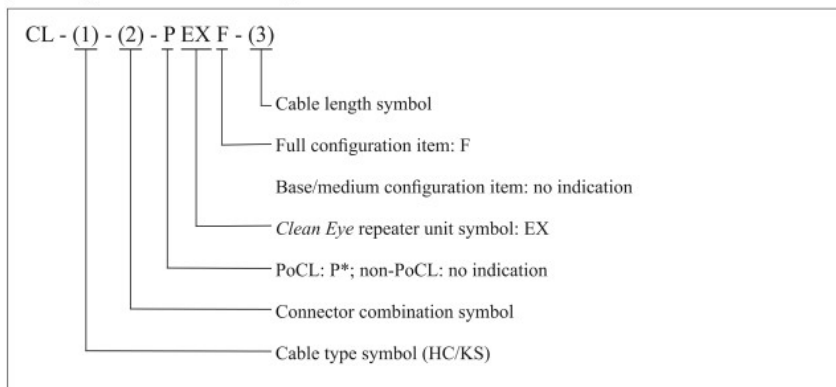 CL - (1) - (2) - P EX F - (3)
Cable length symbol
Full configuration item: F
Base/medium configuration item: no indication
Clean Eye repeater unit symbol: EX
PoCL: P*; non-PoCL: no indication
Connector combination symbol
Cable type symbol (HC/KS)